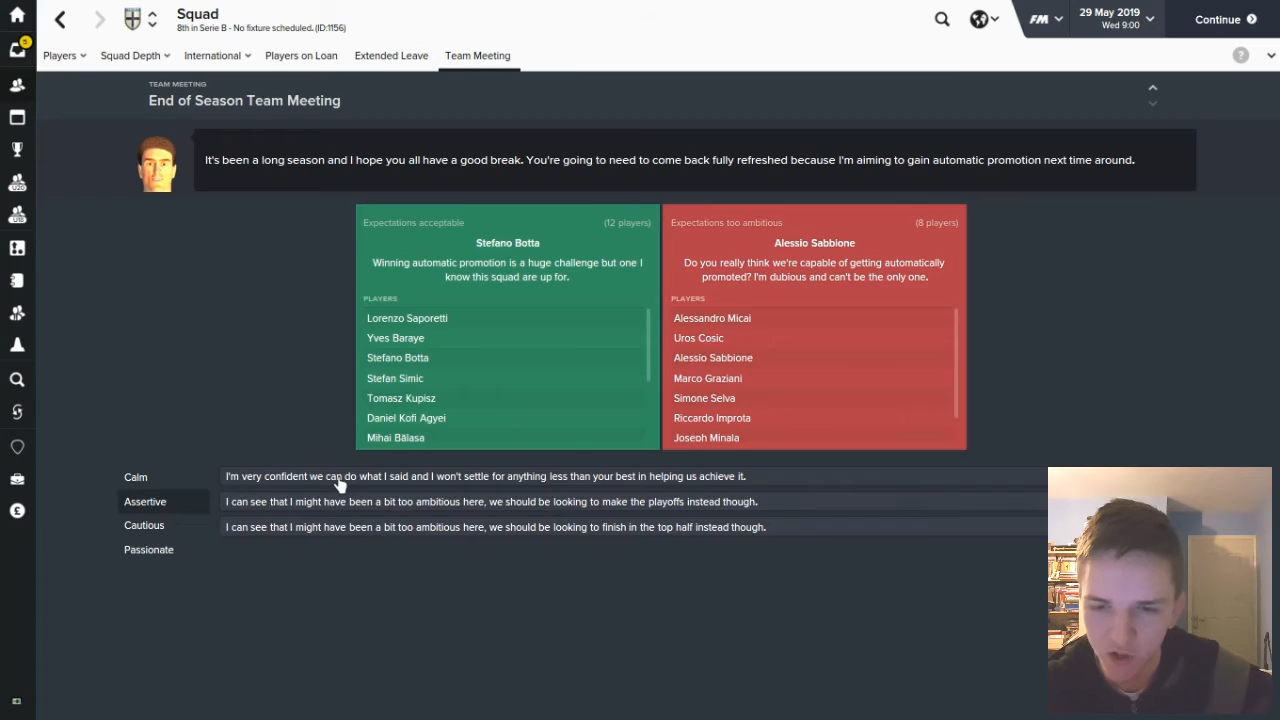 Squad
8th in Serie B - No fixture scheduled. (ID:1156)
FM
29 May 2019
Wed 9:00
Continue
Players
Squad Depth
International
Players on Loan
Extended Leave
Team Meeting
?
TEAM MEETING
End of Season Team Meeting
It's been a long season and I hope you all have a good break. You're going to need to come back fully refreshed because I'm aiming to gain automatic promotion next time around.
Expectations acceptable (12 players)
Stefano Botta
Winning automatic promotion is a huge challenge but one I
know this squad are up for.
PLAYERS
Lorenzo Saporetti
Yves Baraye
Stefano Botta
Stefan Simic
Tomasz Kupisz
Daniel Kofi Agyei
Mihai Bălasa
Expectations too ambitious (8 players)
Alessio Sabbione
Do you really think we're capable of getting automatically
promoted? I'm dubious and can't be the only one.
PLAYERS
Alessandro Micai
Uros Cosic
Alessio Sabbione
Marco Graziani
Simone Selva
Riccardo Improta
Joseph Minala
Calm
Assertive
Cautious
Passionate
I'm very confident we can do what I said and I won't settle for anything less than your best in helping us achieve it.
I can see that I might have been a bit too ambitious here, we should be looking to make the playoffs instead though.
I can see that I might have been a bit too ambitious here, we should be looking to finish in the top half instead though.